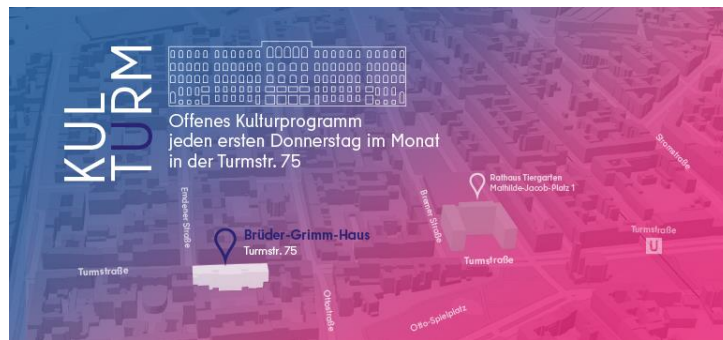 KUL
TURM
Offenes Kulturprogramm
jeden ersten Donnerstag im Monat
in der Turmstr. 75
Stromstraße
Rathaus Tiergarten
Mathilde-Jacob-Platz 1
Emdener Straße
Bremer Straße
Brüder-Grimm-Haus
Turmstr. 75
Turmstraße
U
Turmstraße
Turmstraße
Ottostraße
Otto-Spielplatz